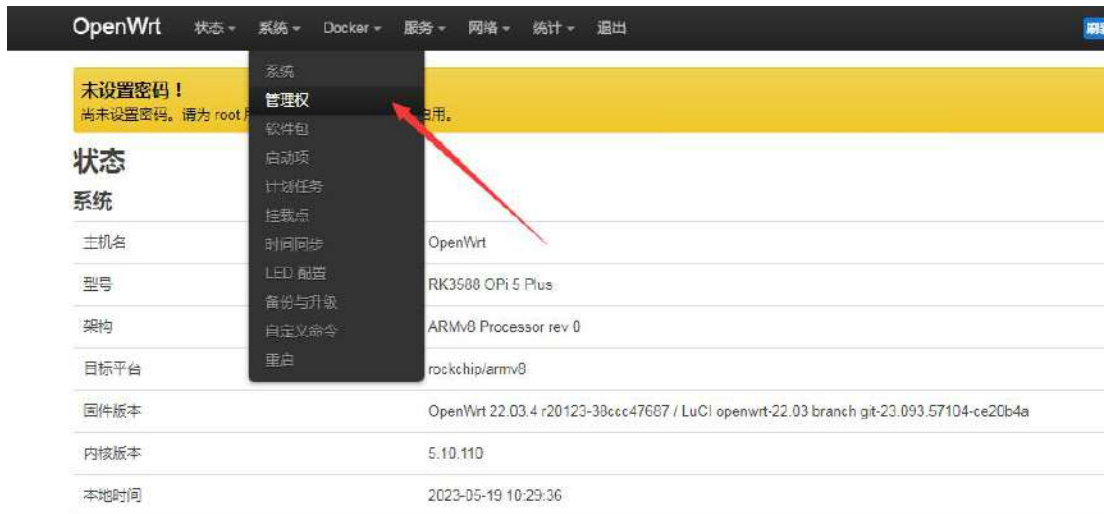 OpenWrt 状态 系统 Docker 服务 网络 统计 退出
未设置密码！
尚未设置密码。请为 root 用。
系统
管理权
软件包
启动项
计划任务
挂载点
时间同步
LED 配置
备份与升级
自定义命令
重启
状态
系统
主机名 OpenWrt
型号 RK3588 OPi 5 Plus
架构 ARMv8 Processor rev 0
目标平台 rockchip/armv8
固件版本 OpenWrt 22.03.4 r20123-38ccc47687 / LuCI openwrt-22.03 branch git-23.093.57104-ce20b4a
内核版本 5.10.110
本地时间 2023-05-19 10:29:36